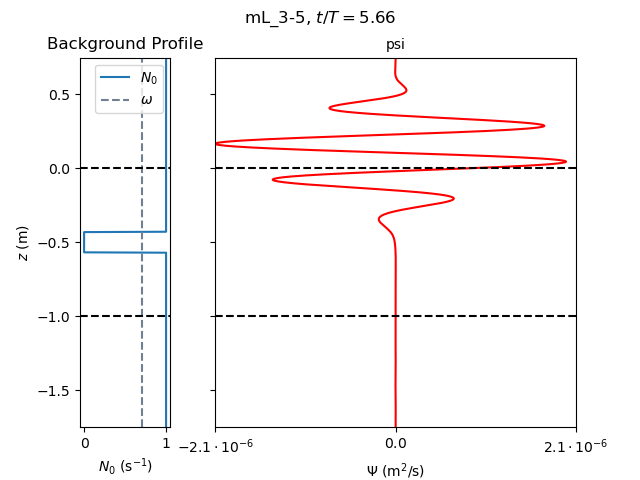 mL_3-5, t/T = 5.66
Background Profile
psi
N₀
ω
0.5
0.0
−0.5
−1.0
−1.5
z (m)
0 1
−2.1 · 10⁻⁶ 0.0 2.1 · 10⁻⁶
N₀ (s⁻¹)
Ψ (m²/s)